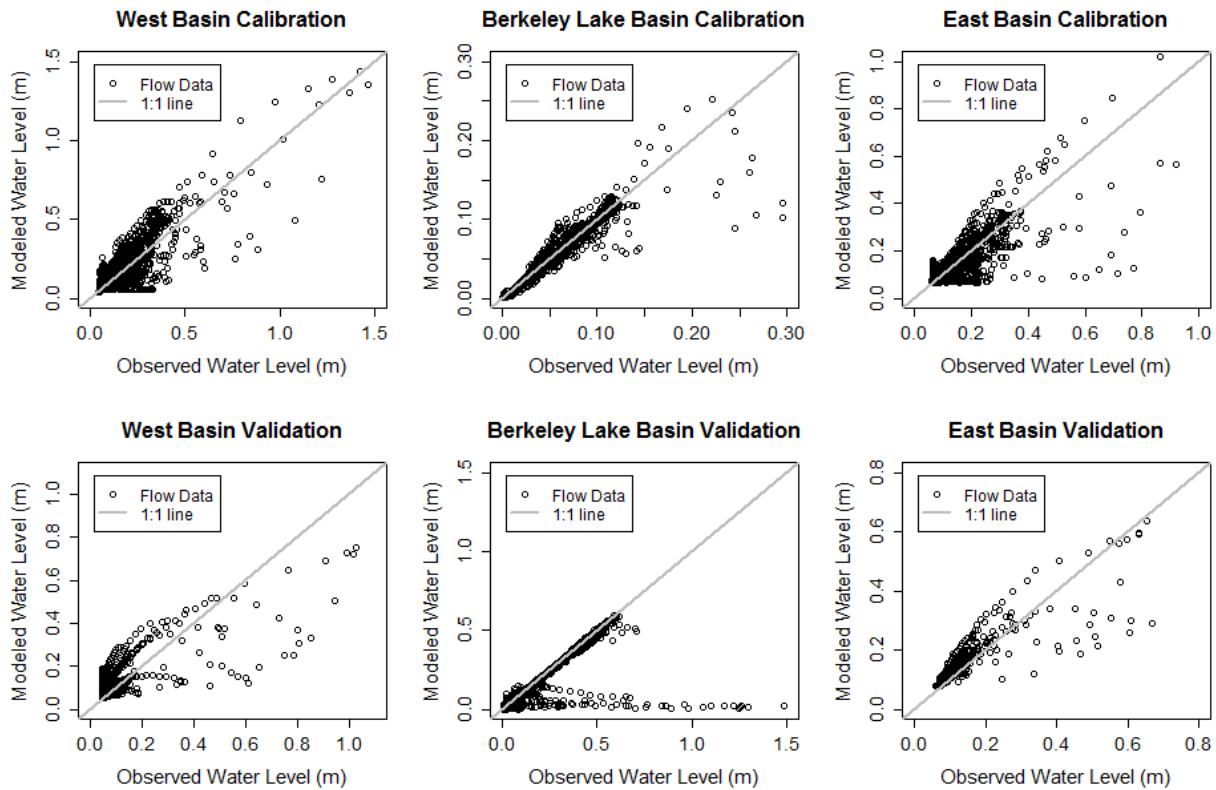 West Basin Calibration
Modeled Water Level (m)
1.5
1.0
0.5
0.0
Flow Data
1:1 line
0.0 0.5 1.0 1.5
Observed Water Level (m)
Berkeley Lake Basin Calibration
Modeled Water Level (m)
0.30
0.20
0.10
0.00
Flow Data
1:1 line
0.00 0.10 0.20 0.30
Observed Water Level (m)
East Basin Calibration
Modeled Water Level (m)
1.0
0.8
0.6
0.4
0.2
0.0
Flow Data
1:1 line
0.0 0.2 0.4 0.6 0.8 1.0
Observed Water Level (m)
West Basin Validation
Modeled Water Level (m)
1.0
0.8
0.6
0.4
0.2
0.0
Flow Data
1:1 line
0.0 0.2 0.4 0.6 0.8 1.0
Observed Water Level (m)
Berkeley Lake Basin Validation
Modeled Water Level (m)
1.5
1.0
0.5
0.0
Flow Data
1:1 line
0.0 0.5 1.0 1.5
Observed Water Level (m)
East Basin Validation
Modeled Water Level (m)
0.8
0.6
0.4
0.2
0.0
Flow Data
1:1 line
0.0 0.2 0.4 0.6 0.8
Observed Water Level (m)